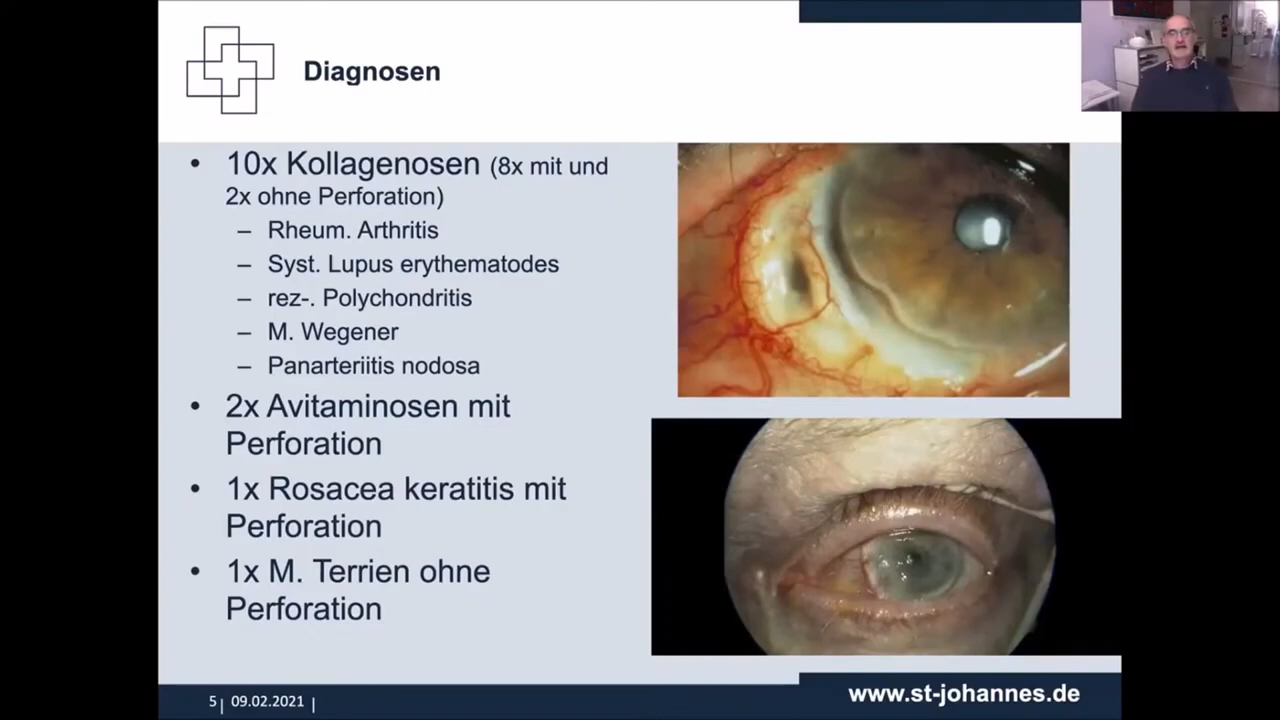 Diagnosen
• 10x Kollagenosen (8x mit und
2x ohne Perforation)
– Rheum. Arthritis
– Syst. Lupus erythematodes
– rez-. Polychondritis
– M. Wegener
– Panarteriitis nodosa
• 2x Avitaminosen mit
Perforation
• 1x Rosacea keratitis mit
Perforation
• 1x M. Terrien ohne
Perforation
5 | 09.02.2021 |
www.st-johannes.de